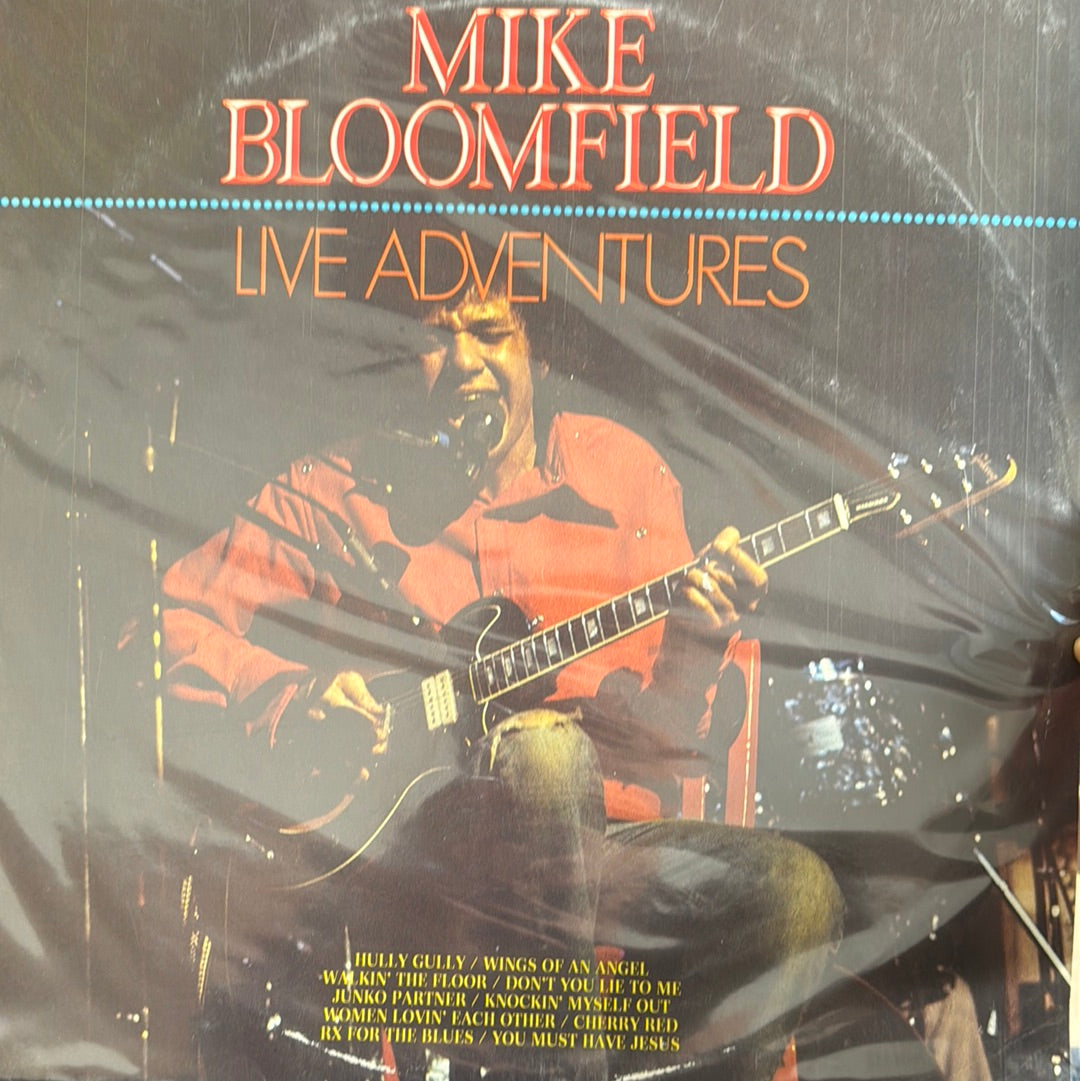 MIKE
BLOOMFIELD
LIVE ADVENTURES
HULLY GULLY / WINGS OF AN ANGEL
WALKIN' THE FLOOR / DON'T YOU LIE TO ME
JUNKO PARTNER / KNOCKIN' MYSELF OUT
WOMEN LOVIN' EACH OTHER / CHERRY RED
RX FOR THE BLUES / YOU MUST HAVE JESUS